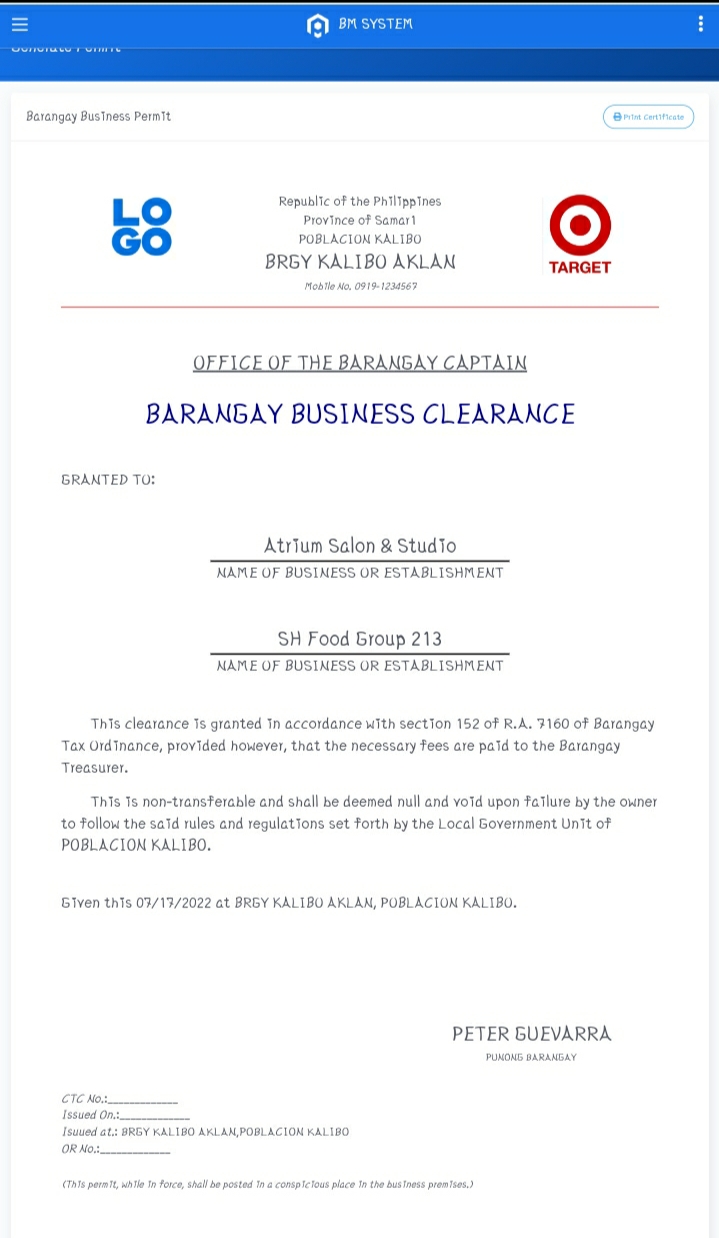 BM SYSTEM
Generate Permit
Barangay Business Permit
Print Certificate
LO
GO
Republic of the Philippines
Province of Samar1
POBLACION KALIBO
BRGY KALIBO AKLAN
Mobile No. 0919-1234567
TARGET
OFFICE OF THE BARANGAY CAPTAIN
BARANGAY BUSINESS CLEARANCE
GRANTED TO:
Atrium Salon & Studio
NAME OF BUSINESS OR ESTABLISHMENT
SH Food Group 213
NAME OF BUSINESS OR ESTABLISHMENT
This clearance is granted in accordance with section 152 of R.A. 7160 of Barangay
Tax Ordinance, provided however, that the necessary fees are paid to the Barangay
Treasurer.
This is non-transferable and shall be deemed null and void upon failure by the owner
to follow the said rules and regulations set forth by the Local Government Unit of
POBLACION KALIBO.
Given this 07/17/2022 at BRGY KALIBO AKLAN, POBLACION KALIBO.
PETER GUEVARRA
PUNONG BARANGAY
CTC No.:_____________
Issued On.:_____________
Isuued at.: BRGY KALIBO AKLAN,POBLACION KALIBO
OR No.:_____________
(This permit, while in force, shall be posted in a conspicious place in the business premises.)